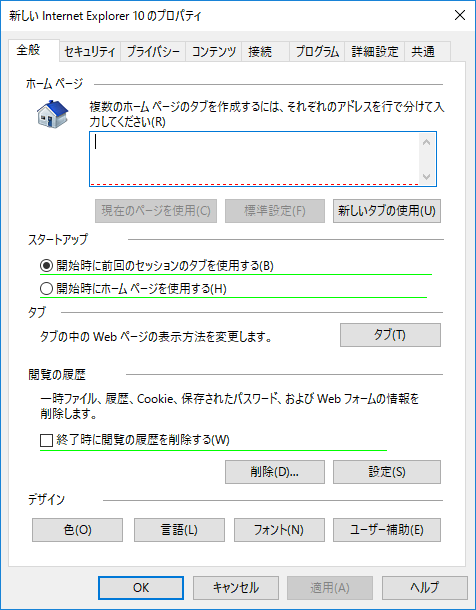 新しい Internet Explorer 10 のプロパティ
全般 セキュリティ プライバシー コンテンツ 接続 プログラム 詳細設定 共通
ホーム ページ
複数のホーム ページのタブを作成するには、それぞれのアドレスを行で分けて入
力してください(R)
現在のページを使用(C) 標準設定(F) 新しいタブの使用(U)
スタートアップ
開始時に前回のセッションのタブを使用する(B)
開始時にホーム ページを使用する(H)
タブ
タブの中の Web ページの表示方法を変更します。 タブ(T)
閲覧の履歴
一時ファイル、履歴、Cookie、保存されたパスワード、および Web フォームの情報を
削除します。
終了時に閲覧の履歴を削除する(W)
削除(D)... 設定(S)
デザイン
色(O) 言語(L) フォント(N) ユーザー補助(E)
OK キャンセル 適用(A) ヘルプ